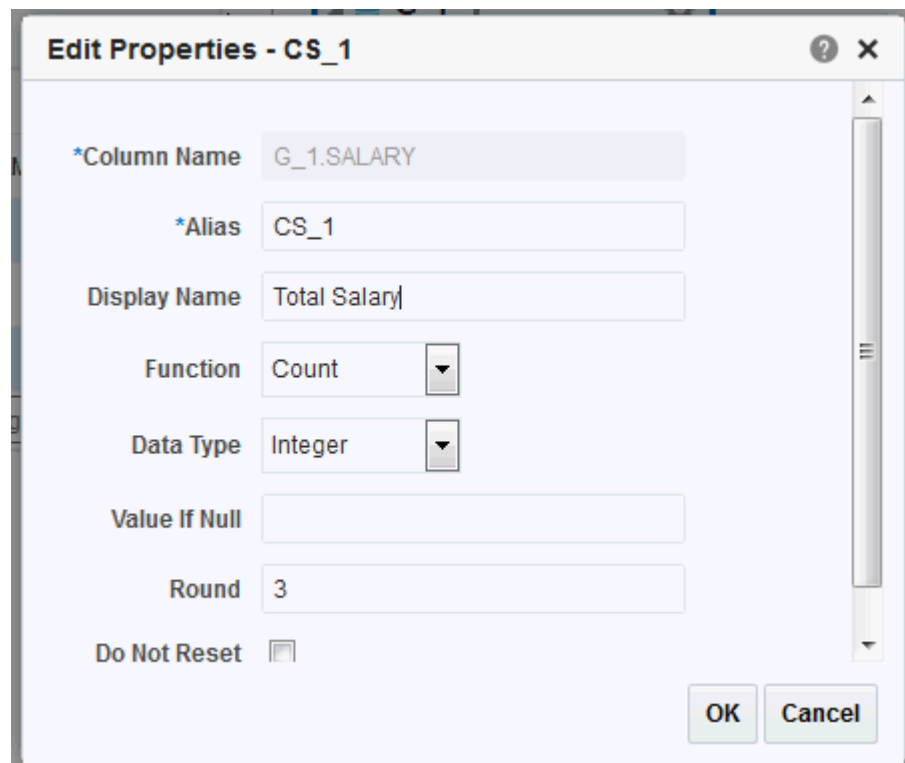 Edit Properties - CS_1
*Column Name G_1.SALARY
*Alias CS_1
Display Name Total Salary
Function Count
Data Type Integer
Value If Null
Round 3
Do Not Reset
OK Cancel